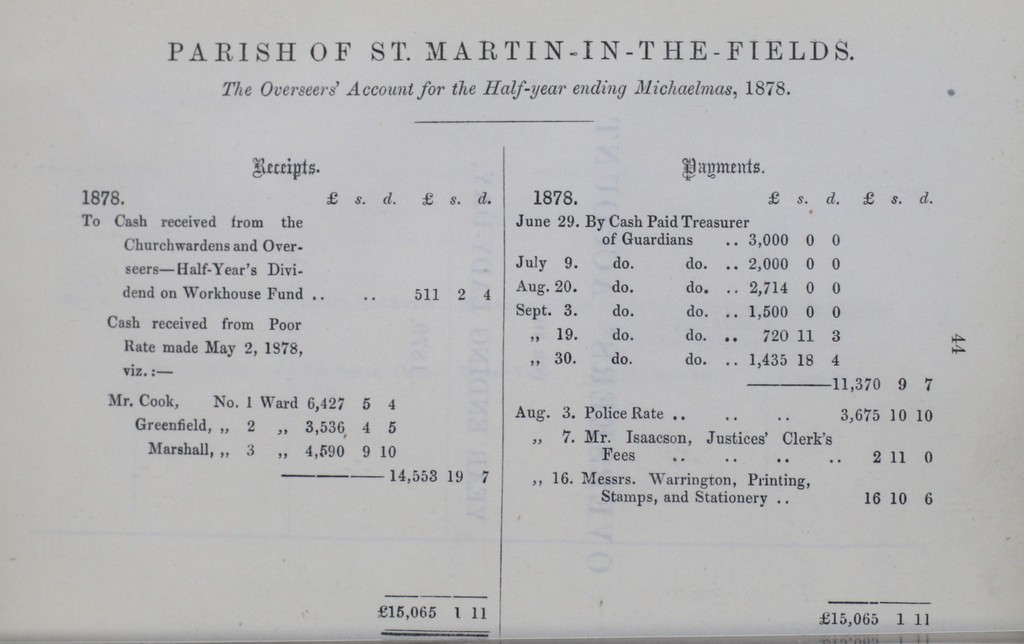 PARISH OF ST. MARTIN-IN-THE-FIELDS.
The Overseers' Account for the Half-year ending Michaelmas, 1878.
Receipts.
1878. £ s. d. £ s. d.
To Cash received from the
Churchwardens and Over-
seers—Half-Year's Divi-
dend on Workhouse Fund .. .. 511 2 4
Cash received from Poor
Rate made May 2, 1878,
viz.:—
Mr. Cook, No. 1 Ward 6,427 5 4
Greenfield, ,, 2 ,, 3,536 4 5
Marshall, ,, 3 ,, 4,590 9 10
14,553 19 7
£15,065 1 11
Payments.
1878. £ s. d. £ s. d.
June 29. By Cash Paid Treasurer
of Guardians .. 3,000 0 0
July 9. do. do. .. 2,000 0 0
Aug. 20. do. do. .. 2,714 0 0
Sept. 3. do. do. .. 1,500 0 0
,, 19. do. do. .. 720 11 3
,, 30. do. do. .. 1,435 18 4
11,370 9 7
Aug. 3. Police Rate .. .. .. 3,675 10 10
,, 7. Mr. Isaacson, Justices' Clerk's
Fees .. .. .. .. 2 11 0
,, 16. Messrs. Warrington, Printing,
Stamps, and Stationery .. 16 10 6
£15,065 1 11
44